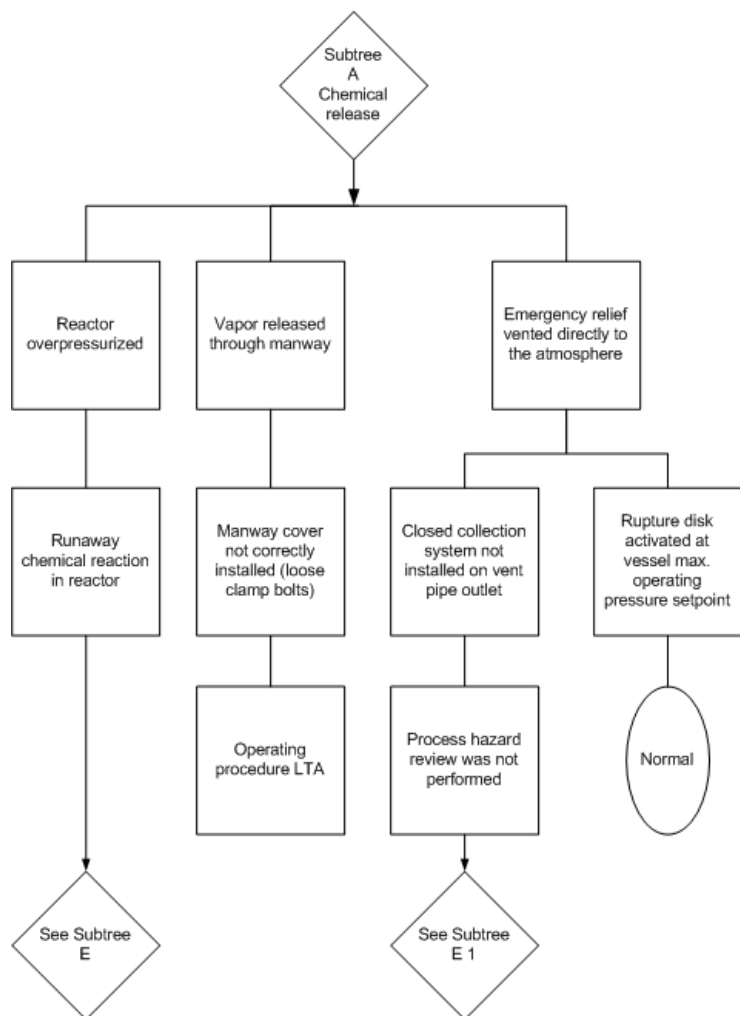 Subtree
A
Chemical
release
Reactor
overpressurized
Vapor released
through manway
Emergency relief
vented directly to
the atmosphere
Runaway
chemical reaction
in reactor
Manway cover
not correctly
installed (loose
clamp bolts)
Closed collection
system not
installed on vent
pipe outlet
Rupture disk
activated at
vessel max.
operating
pressure setpoint
Operating
procedure LTA
Process hazard
review was not
performed
Normal
See Subtree
E
See Subtree
E 1